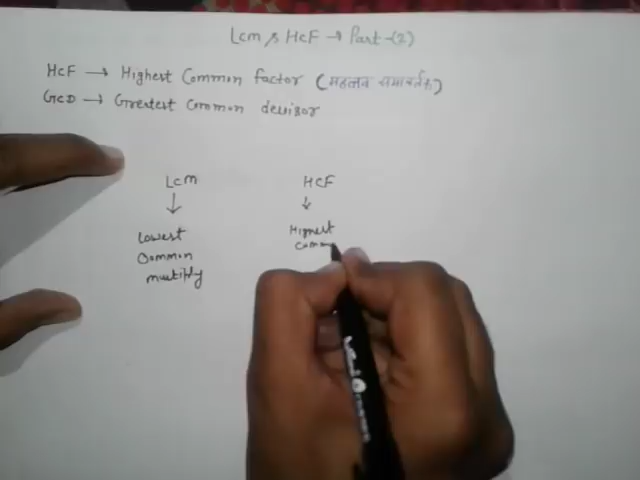 Lcm & HCF → Part-(2)
HCF → Highest Common factor (महत्तम समापवर्तक)
GCD → Greatest Common devisor
Lcm HCF
↓ ↓
Lowest Highest
Common Comm
multiply